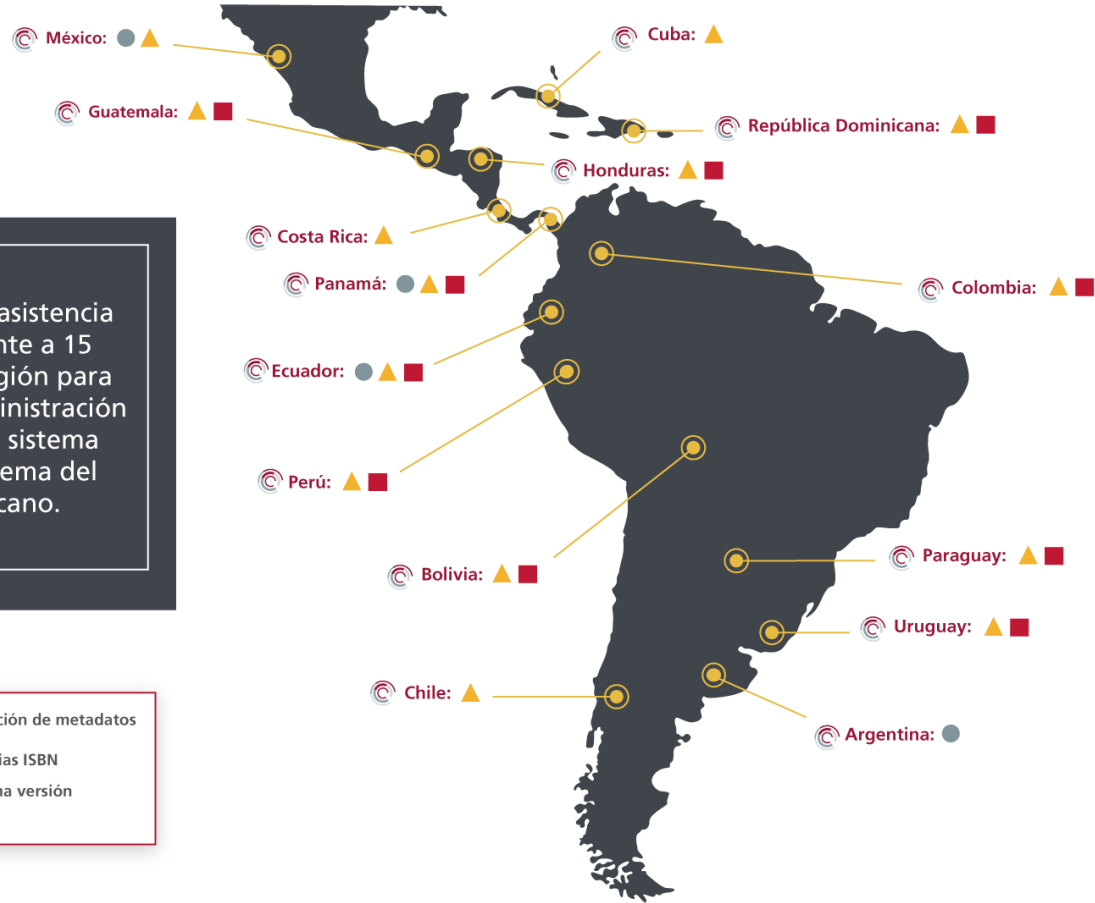 México:
Cuba:
Guatemala:
República Dominicana:
Honduras:
Costa Rica:
Panamá:
Colombia:
asistencia
nte a 15
gión para
ministración
sistema
ema del
cano.
Ecuador:
Perú:
Paraguay:
Bolivia:
Uruguay:
Chile:
Argentina:
ción de metadatos
ias ISBN
na versión